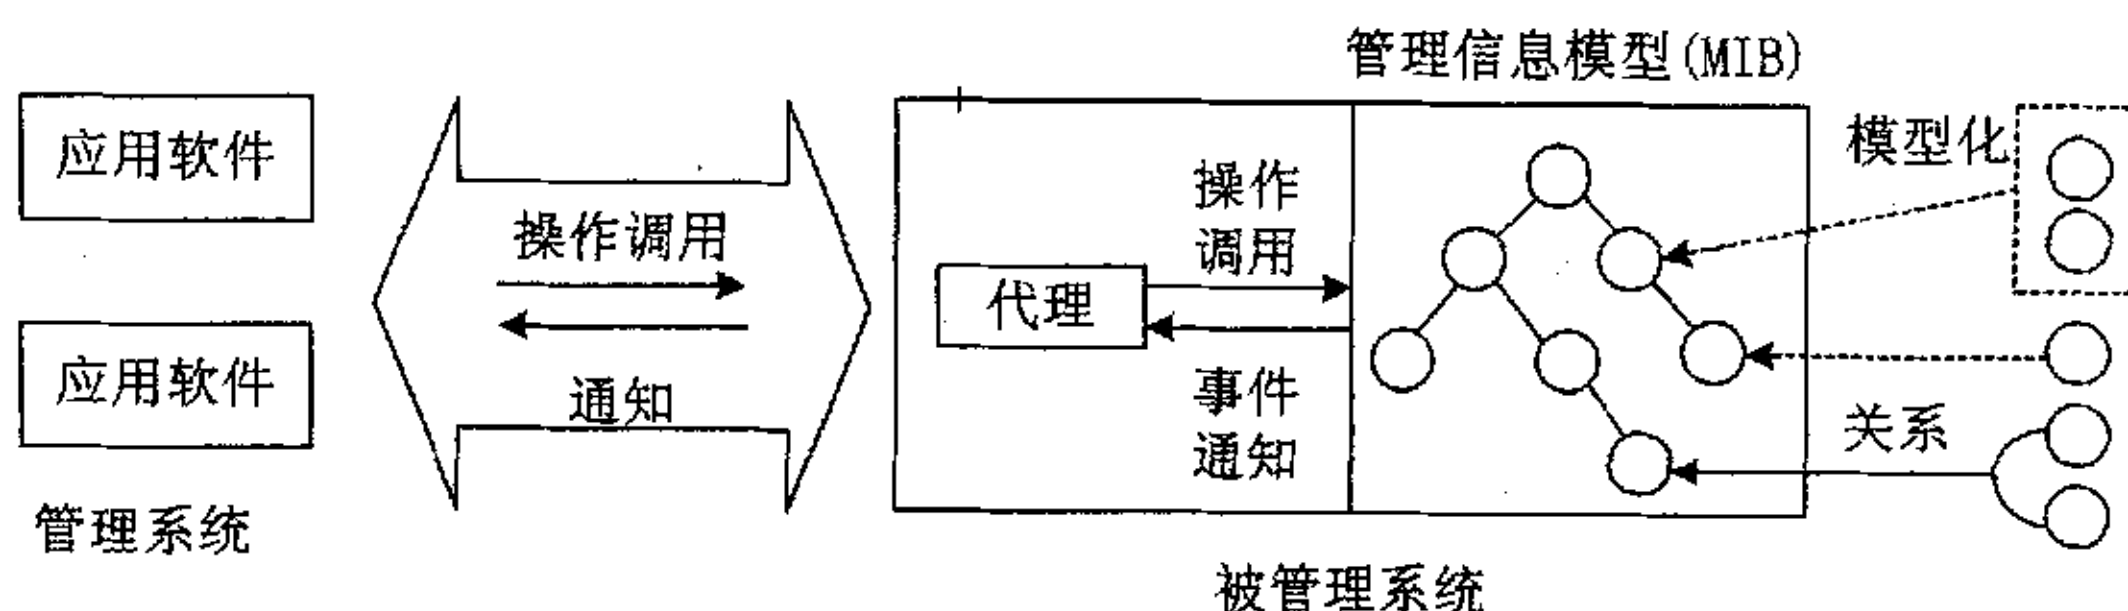 管理信息模型(MIB)
应用软件
应用软件
管理系统
操作调用
通知
代理
操作
调用
事件
通知
模型化
关系
被管理系统